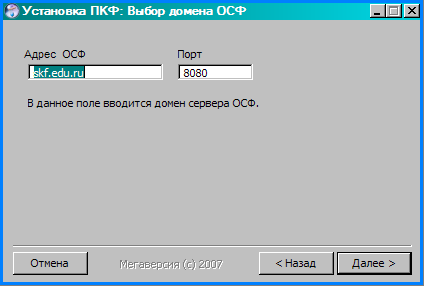 Установка ПКФ: Выбор домена ОСФ
Адрес ОСФ Порт
skf.edu.ru 8080
В данное поле вводится домен сервера ОСФ.
Отмена Мегаверсия (с) 2007 < Назад Далее >